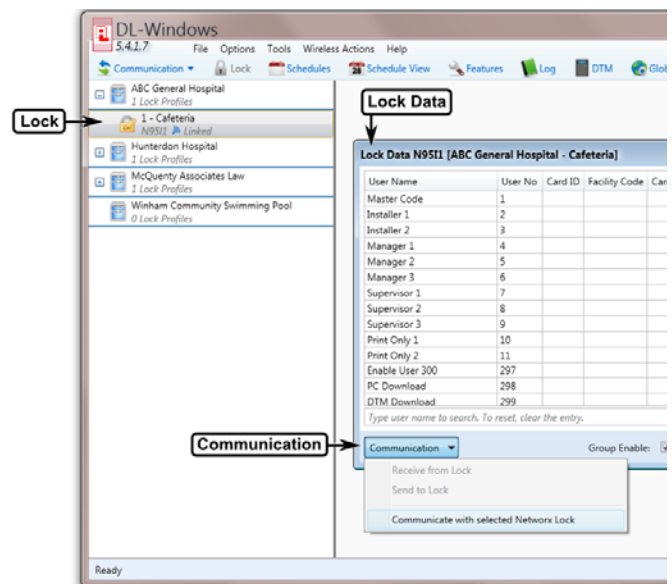 DL-Windows
5.4.1.7 File Options Tools Wireless Actions Help
Communication Lock Schedules Schedule View Features Log DTM Glob
ABC General Hospital
1 Lock Profiles
Lock
1 - Cafeteria
N95I1 Linked
Hunterdon Hospital
1 Lock Profiles
McQuenty Associates Law
1 Lock Profiles
Winham Community Swimming Pool
0 Lock Profiles
Lock Data
Lock Data N95I1 [ABC General Hospital - Cafeteria]
User Name User No Card ID Facility Code Car
Master Code 1
Installer 1 2
Installer 2 3
Manager 1 4
Manager 2 5
Manager 3 6
Supervisor 1 7
Supervisor 2 8
Supervisor 3 9
Print Only 1 10
Print Only 2 11
Enable User 300 297
PC Download 298
DTM Download 299
Type user name to search. To reset, clear the entry.
Communication
Communication Group Enable:
Receive from Lock
Send to Lock
Communicate with selected Networx Lock
Ready